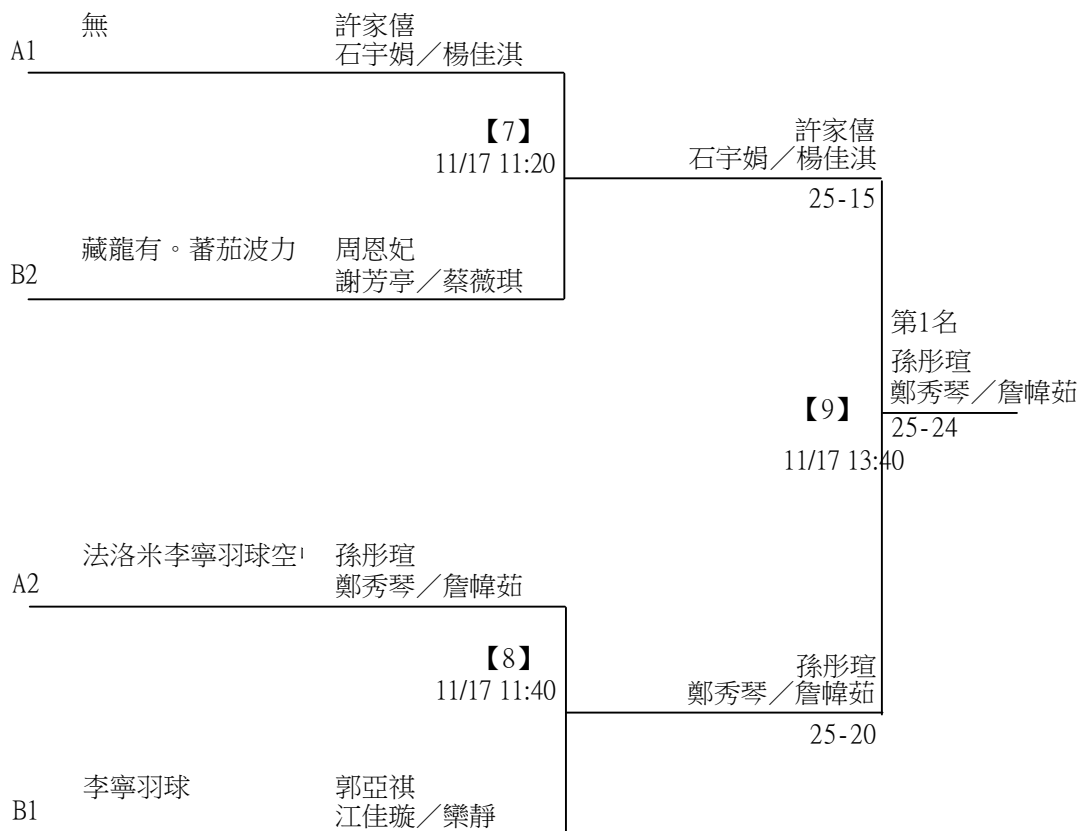 無 許家僖
A1 石宇娟／楊佳淇
【7】 許家僖
11/17 11:20 石宇娟／楊佳淇
25-15
藏龍有。蕃茄波力 周恩妃
B2 謝芳亭／蔡薇琪
第1名
孫彤瑄
【9】 鄭秀琴／詹幃茹
25-24
11/17 13:40
法洛米李寧羽球空 孫彤瑄
A2 鄭秀琴／詹幃茹
【8】 孫彤瑄
11/17 11:40 鄭秀琴／詹幃茹
25-20
李寧羽球 郭亞祺
B1 江佳璇／欒靜